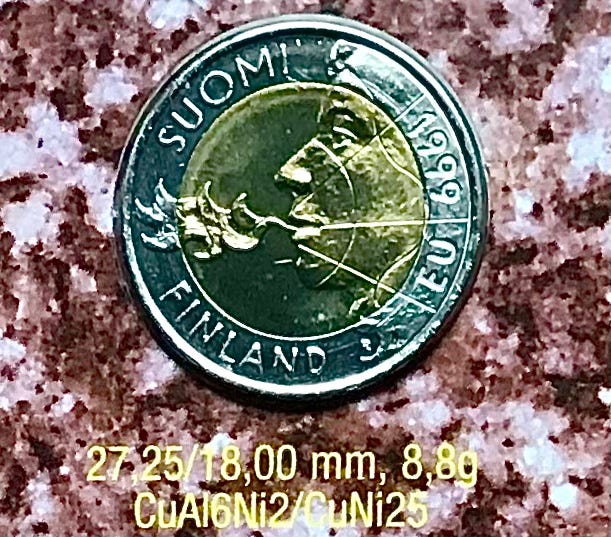 SUOMI
FINLAND
EU 1999
27,25/18,00 mm, 8,8g
CuAl6Ni2/CuNi25